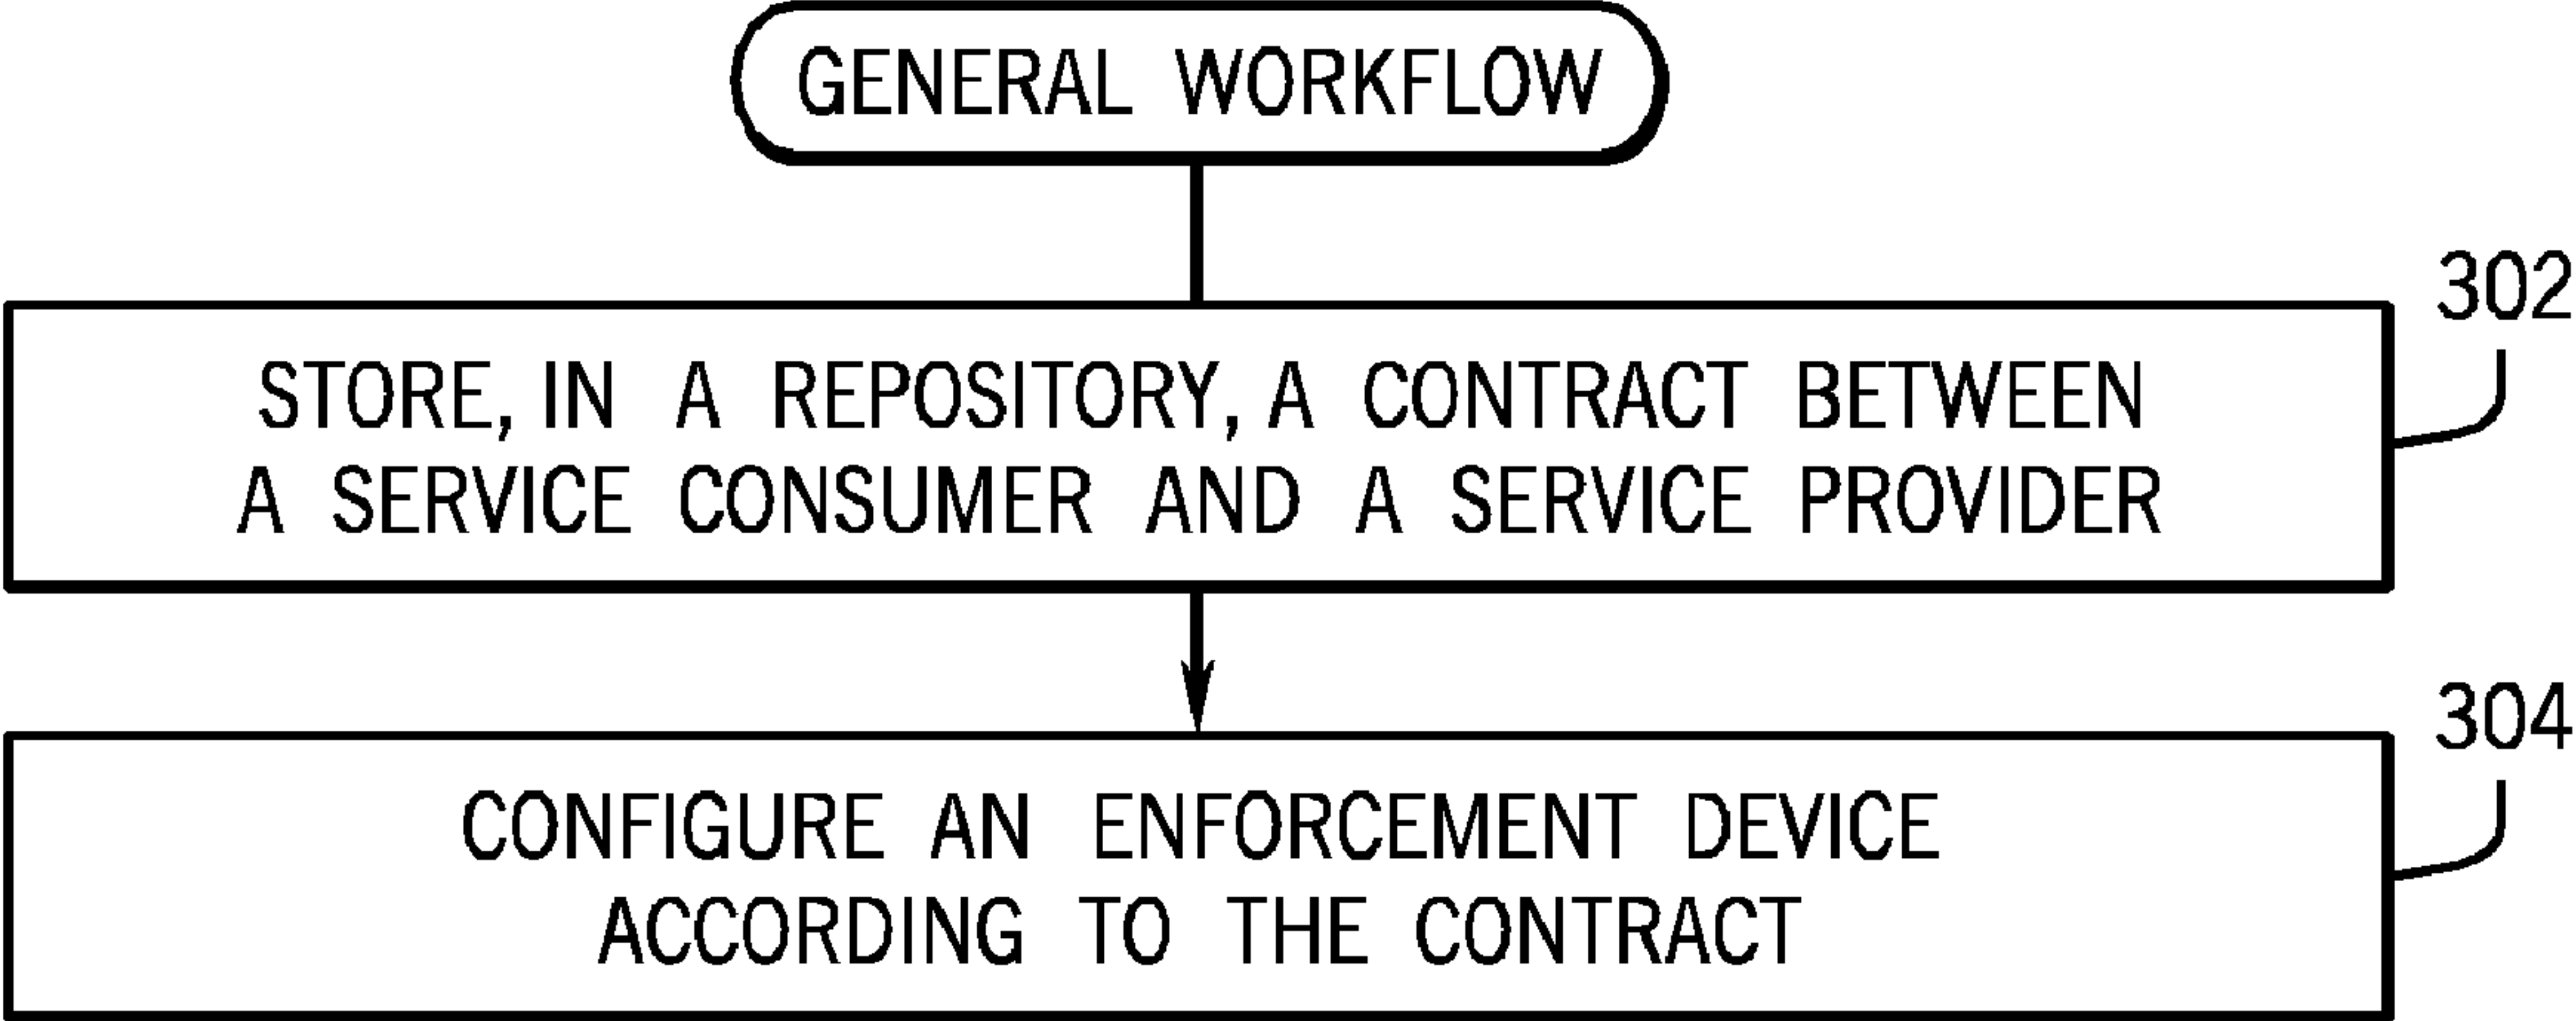 GENERAL WORKFLOW
302
STORE, IN A REPOSITORY, A CONTRACT BETWEEN
A SERVICE CONSUMER AND A SERVICE PROVIDER
304
CONFIGURE AN ENFORCEMENT DEVICE
ACCORDING TO THE CONTRACT